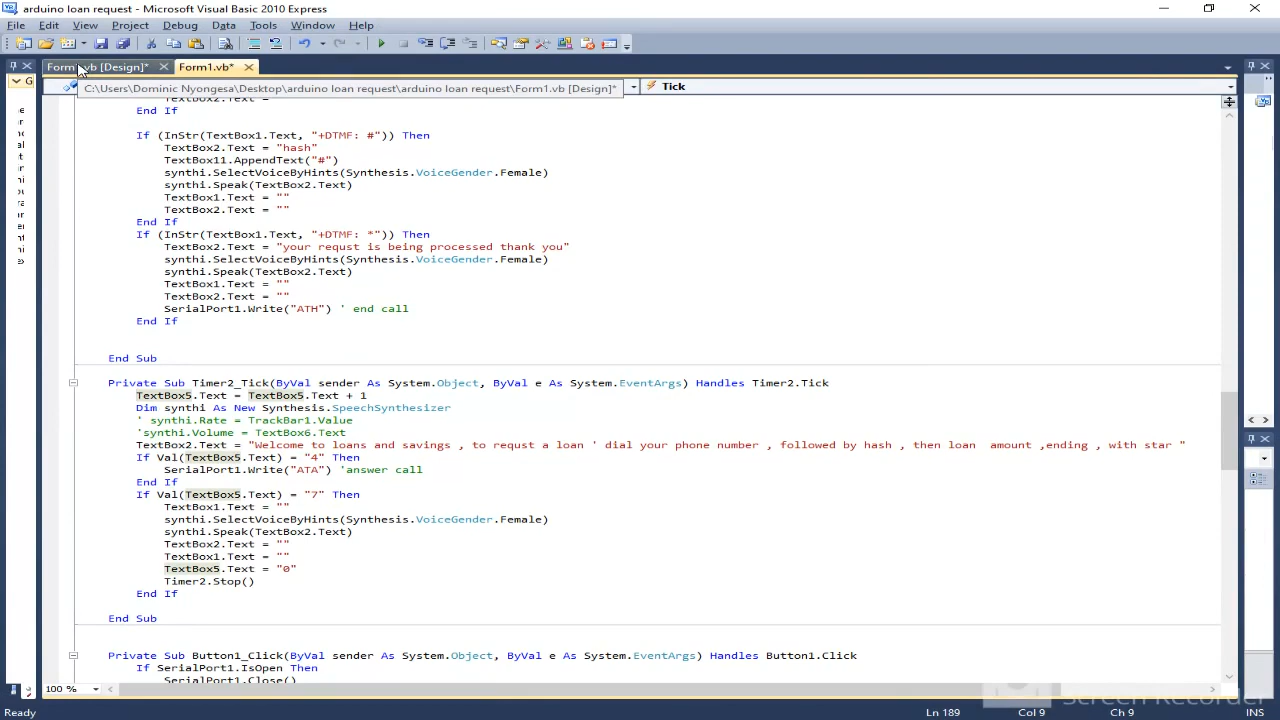 arduino loan request - Microsoft Visual Basic 2010 Express
File Edit View Project Debug Data Tools Window Help
Form1.vb [Design]* Form1.vb*
C:\Users\Dominic Nyongesa\Desktop\arduino loan request\arduino loan request\Form1.vb [Design]* Tick
TextBox2.Text = ""
End If
If (InStr(TextBox1.Text, "+DTMF: #")) Then
TextBox2.Text = "hash"
TextBox11.AppendText("#")
synthi.SelectVoiceByHints(Synthesis.VoiceGender.Female)
synthi.Speak(TextBox2.Text)
TextBox1.Text = ""
TextBox2.Text = ""
End If
If (InStr(TextBox1.Text, "+DTMF: *")) Then
TextBox2.Text = "your requst is being processed thank you"
synthi.SelectVoiceByHints(Synthesis.VoiceGender.Female)
synthi.Speak(TextBox2.Text)
TextBox1.Text = ""
TextBox2.Text = ""
SerialPort1.Write("ATH") ' end call
End If
End Sub
Private Sub Timer2_Tick(ByVal sender As System.Object, ByVal e As System.EventArgs) Handles Timer2.Tick
TextBox5.Text = TextBox5.Text + 1
Dim synthi As New Synthesis.SpeechSynthesizer
' synthi.Rate = TrackBar1.Value
'synthi.Volume = TextBox6.Text
TextBox2.Text = "Welcome to loans and savings , to requst a loan ' dial your phone number , followed by hash , then loan  amount ,ending , with star "
If Val(TextBox5.Text) = "4" Then
SerialPort1.Write("ATA") 'answer call
End If
If Val(TextBox5.Text) = "7" Then
TextBox1.Text = ""
synthi.SelectVoiceByHints(Synthesis.VoiceGender.Female)
synthi.Speak(TextBox2.Text)
TextBox2.Text = ""
TextBox1.Text = ""
TextBox5.Text = "0"
Timer2.Stop()
End If
End Sub
Private Sub Button1_Click(ByVal sender As System.Object, ByVal e As System.EventArgs) Handles Button1.Click
If SerialPort1.IsOpen Then
SerialPort1.Close()
100 %
Screen Recorder
Ready Ln 189 Col 9 Ch 9 INS